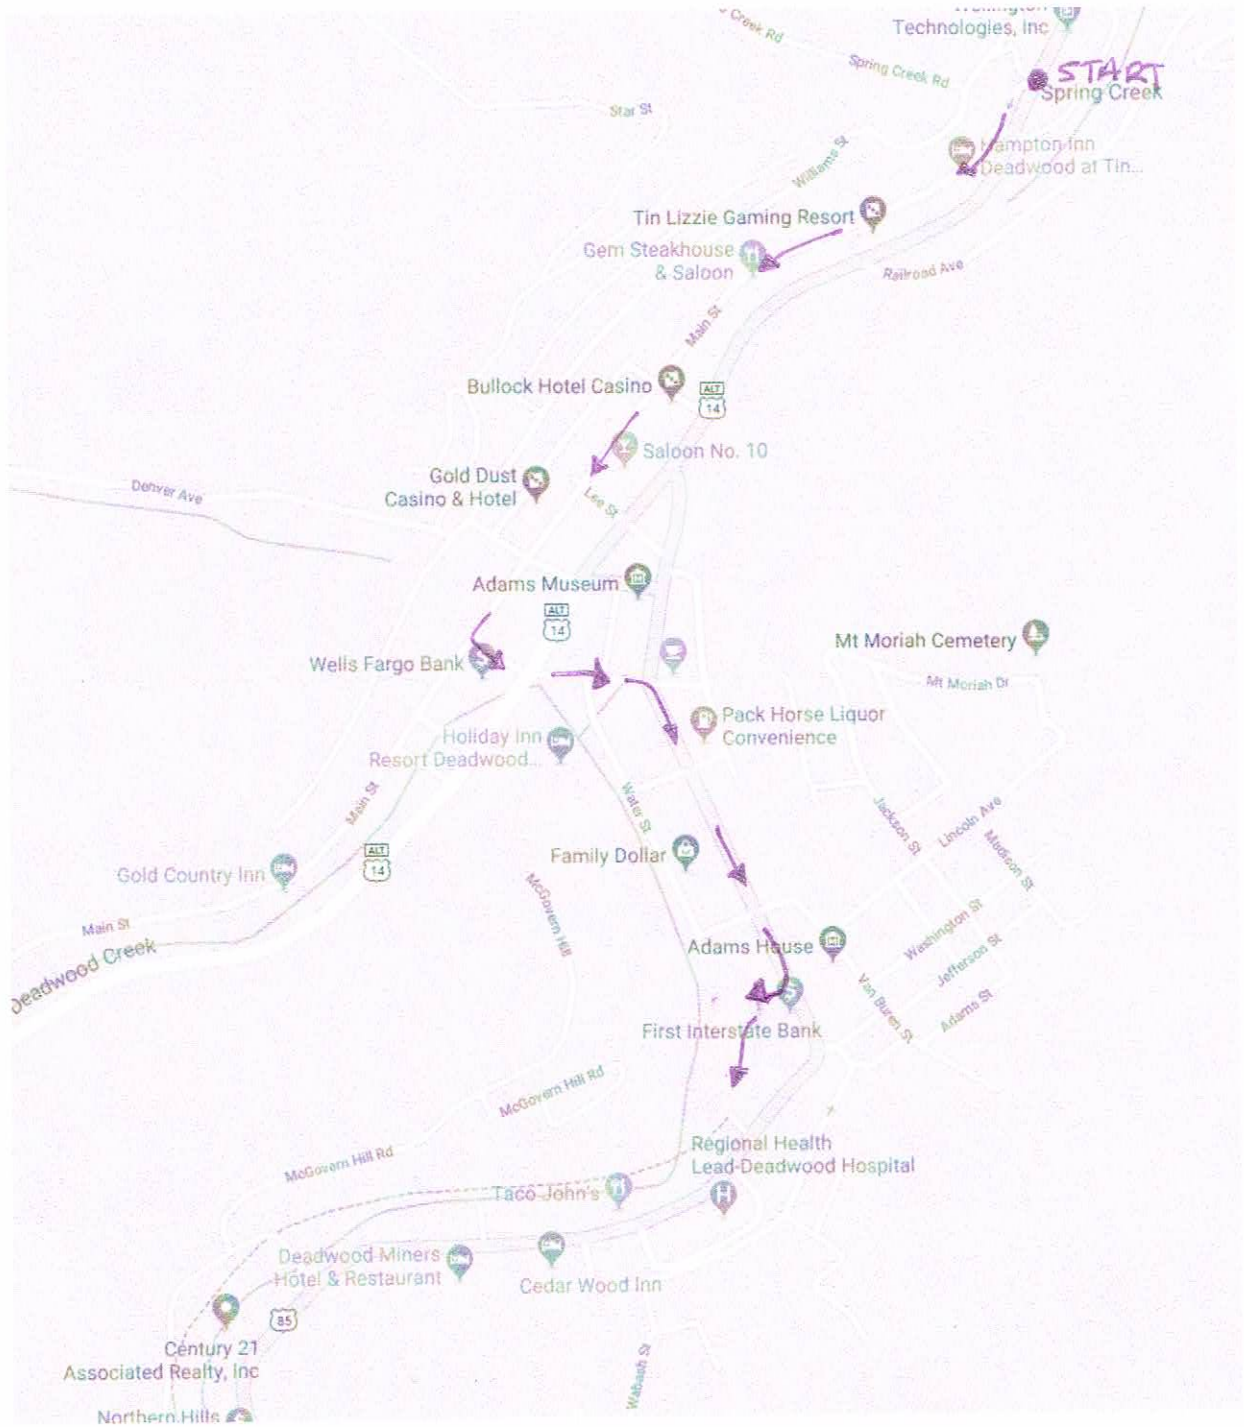 Technologies, Inc
Creek Rd
Spring Creek Rd
START
Spring Creek
Star St
Hampton Inn
Deadwood at Tin...
Williams St
Tin Lizzie Gaming Resort
Gem Steakhouse
& Saloon
Railroad Ave
Main St
Bullock Hotel Casino
ALT
14
Saloon No. 10
Gold Dust
Casino & Hotel
Denver Ave
Lee St
Adams Museum
ALT
14
Mt Moriah Cemetery
Wells Fargo Bank
Mt Moriah Dr
Pack Horse Liquor
Convenience
Holiday Inn
Resort Deadwood...
Main St
Water St
Jackson St
Lincoln Ave
Madison St
Family Dollar
ALT
14
Gold Country Inn
McGovern Hill
Main St
Washington St
Adams House
Deadwood Creek
Jefferson St
Van Buren St
Adams St
First Interstate Bank
McGovern Hill Rd
McGovern Hill Rd
Regional Health
Lead-Deadwood Hospital
Taco John's
Deadwood Miners
Hotel & Restaurant
Cedar Wood Inn
85
Century 21
Associated Realty, Inc
Wabash St
Northern Hills